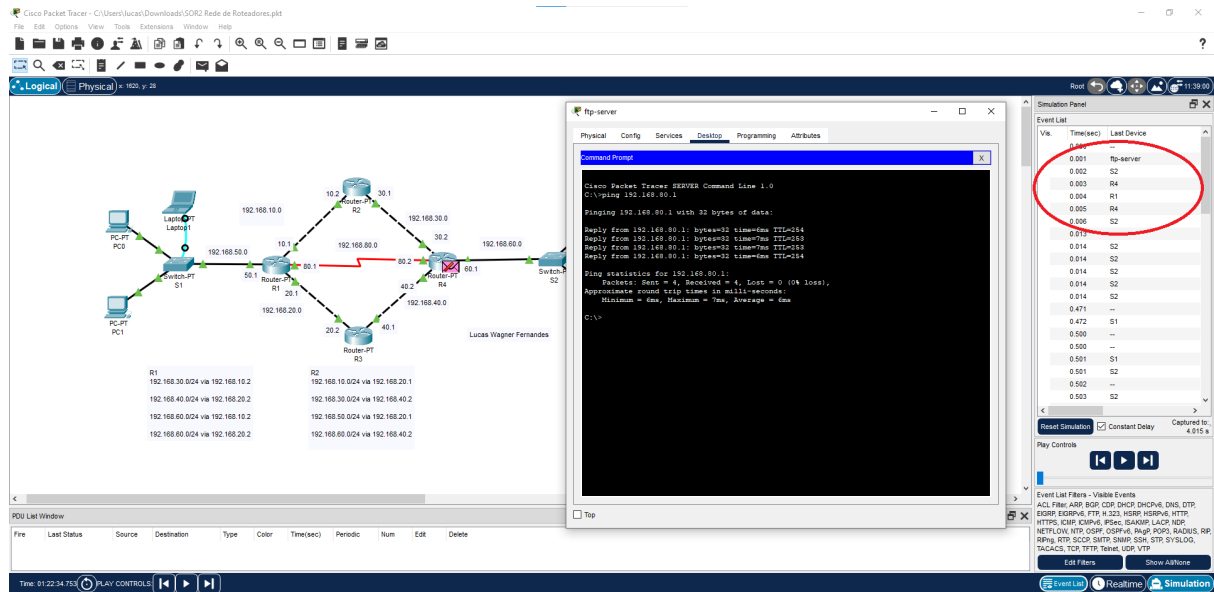 Cisco Packet Tracer - C:\Users\lucas\Downloads\SOR2 Rede de Roteadores.pkt
File Edit Options View Tools Extensions Window Help
?
Logical Physical x: 1620, y: 28
Root 11:39:00
192.168.10.0
10.2
Router-PT
R2
30.1
192.168.30.0
PC-PT
PC0
Laptop-PT
Laptop1
192.168.50.0
Switch-PT
S1
50.1
Router-PT
R1
10.1
80.1
20.1
192.168.80.0
80.2
30.2
Router-PT
R4
60.1
40.2
192.168.60.0
Switch-P
S2
192.168.40.0
192.168.20.0
20.2
40.1
Router-PT
R3
PC-PT
PC1
Lucas Wagner Fernandes
R1
192.168.30.0/24 via 192.168.10.2
192.168.40.0/24 via 192.168.20.2
192.168.60.0/24 via 192.168.10.2
192.168.60.0/24 via 192.168.20.2
R2
192.168.10.0/24 via 192.168.20.1
192.168.30.0/24 via 192.168.40.2
192.168.50.0/24 via 192.168.20.1
192.168.60.0/24 via 192.168.40.2
ftp-server
Physical Config Services Desktop Programming Attributes
Command Prompt X
Cisco Packet Tracer SERVER Command Line 1.0
C:\>ping 192.168.80.1
Pinging 192.168.80.1 with 32 bytes of data:
Reply from 192.168.80.1: bytes=32 time=6ms TTL=254
Reply from 192.168.80.1: bytes=32 time=7ms TTL=253
Reply from 192.168.80.1: bytes=32 time=7ms TTL=253
Reply from 192.168.80.1: bytes=32 time=6ms TTL=254
Ping statistics for 192.168.80.1:
Packets: Sent = 4, Received = 4, Lost = 0 (0% loss),
Approximate round trip times in milli-seconds:
Minimum = 6ms, Maximum = 7ms, Average = 6ms
C:\>
Top
Simulation Panel
Event List
Vis. Time(sec) Last Device
--
0.001 ftp-server
0.002 S2
0.003 R4
0.004 R1
0.005 R4
0.006 S2
0.013 --
0.014 S2
0.014 S2
0.014 S2
0.014 S2
0.014 S2
0.471 --
0.472 S1
0.500 --
0.500 --
0.501 S1
0.501 S2
0.502 --
0.503 S2
Reset Simulation Constant Delay Captured to:
4.015 s
Play Controls
Event List Filters - Visible Events
ACL Filter, ARP, BGP, CDP, DHCP, DHCPv6, DNS, DTP,
EIGRP, EIGRPv6, FTP, H.323, HSRP, HSRPv6, HTTP,
HTTPS, ICMP, ICMPv6, IPSec, ISAKMP, LACP, NDP,
NETFLOW, NTP, OSPF, OSPFv6, PAgP, POP3, RADIUS, RIP,
RIPng, RTP, SCCP, SMTP, SNMP, SSH, STP, SYSLOG,
TACACS, TCP, TFTP, Telnet, UDP, VTP
Edit Filters Show All/None
PDU List Window
Fire Last Status Source Destination Type Color Time(sec) Periodic Num Edit Delete
Time: 01:22:34.753 PLAY CONTROLS:
Event List Realtime Simulation